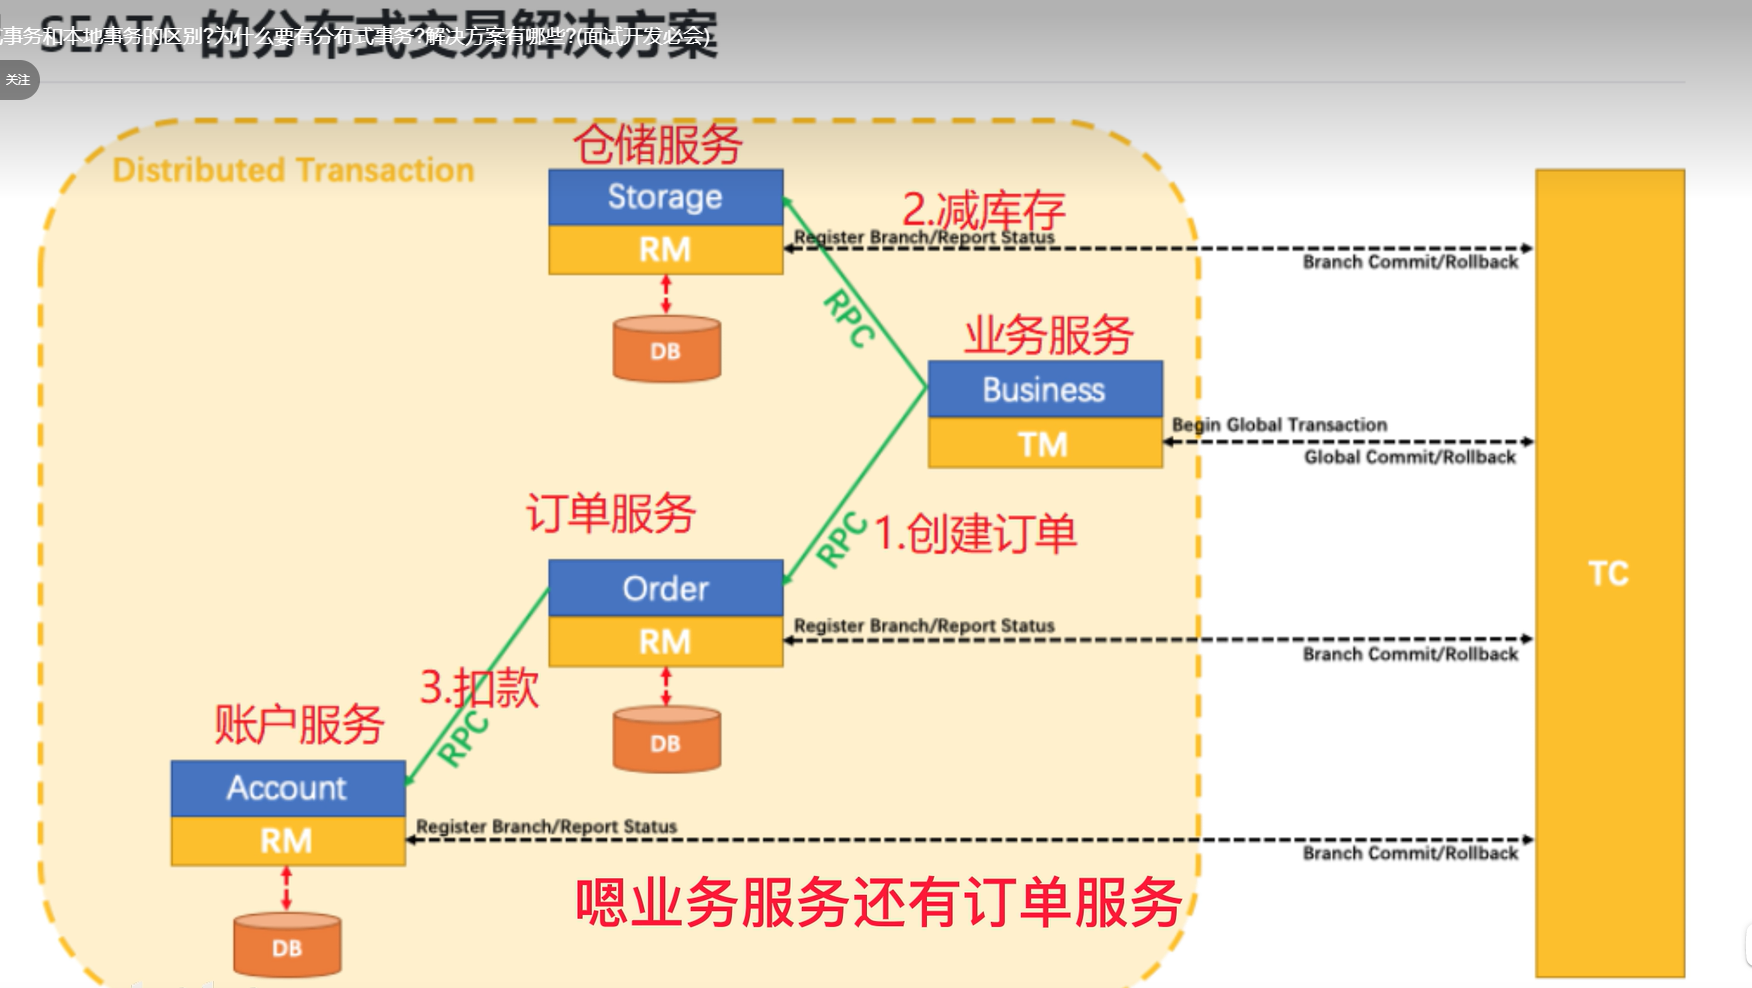 SEATA 的分布式交易解决方案
事务和本地事务的区别?为什么要有分布式事务?解决方案有哪些?(面试开发必会)
关注
Distributed Transaction
仓储服务
Storage
RM
DB
2.减库存
Register Branch/Report Status
Branch Commit/Rollback
RPC
业务服务
Business
TM
Begin Global Transaction
Global Commit/Rollback
TC
订单服务
RPC
1.创建订单
Order
RM
DB
Register Branch/Report Status
Branch Commit/Rollback
3.扣款
RPC
账户服务
Account
RM
DB
Register Branch/Report Status
Branch Commit/Rollback
嗯业务服务还有订单服务